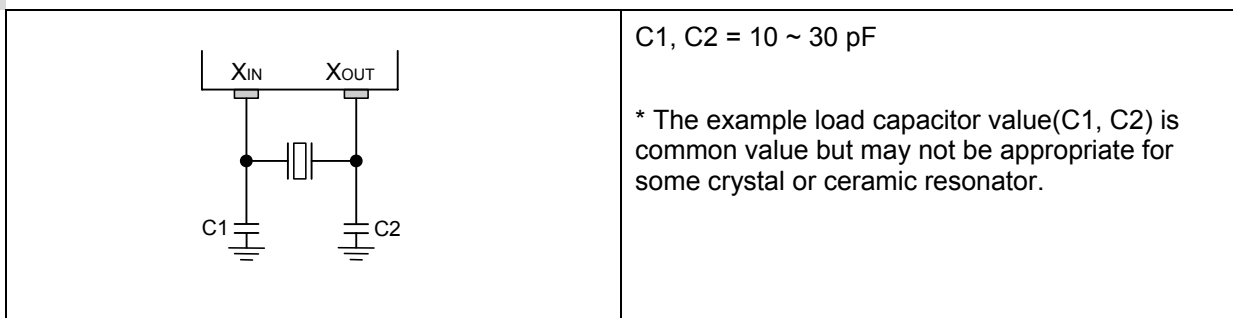 XIN XOUT
C1 C2
C1, C2 = 10 ~ 30 pF
* The example load capacitor value(C1, C2) is
common value but may not be appropriate for
some crystal or ceramic resonator.